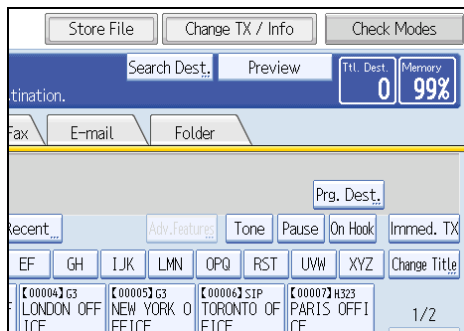 Store File Change TX / Info Check Modes
Search Dest. Preview Ttl. Dest. Memory
stination. 0 99%
Fax E-mail Folder
Prg. Dest.
Recent Adv.Features Tone Pause On Hook Immed. TX
EF GH IJK LMN OPQ RST UVW XYZ Change Title
【00004】G3 【00005】G3 【00006】SIP 【00007】H323
LONDON OFF NEW YORK O TORONTO OF PARIS OFFI 1/2
ICE FFICE FICE CE